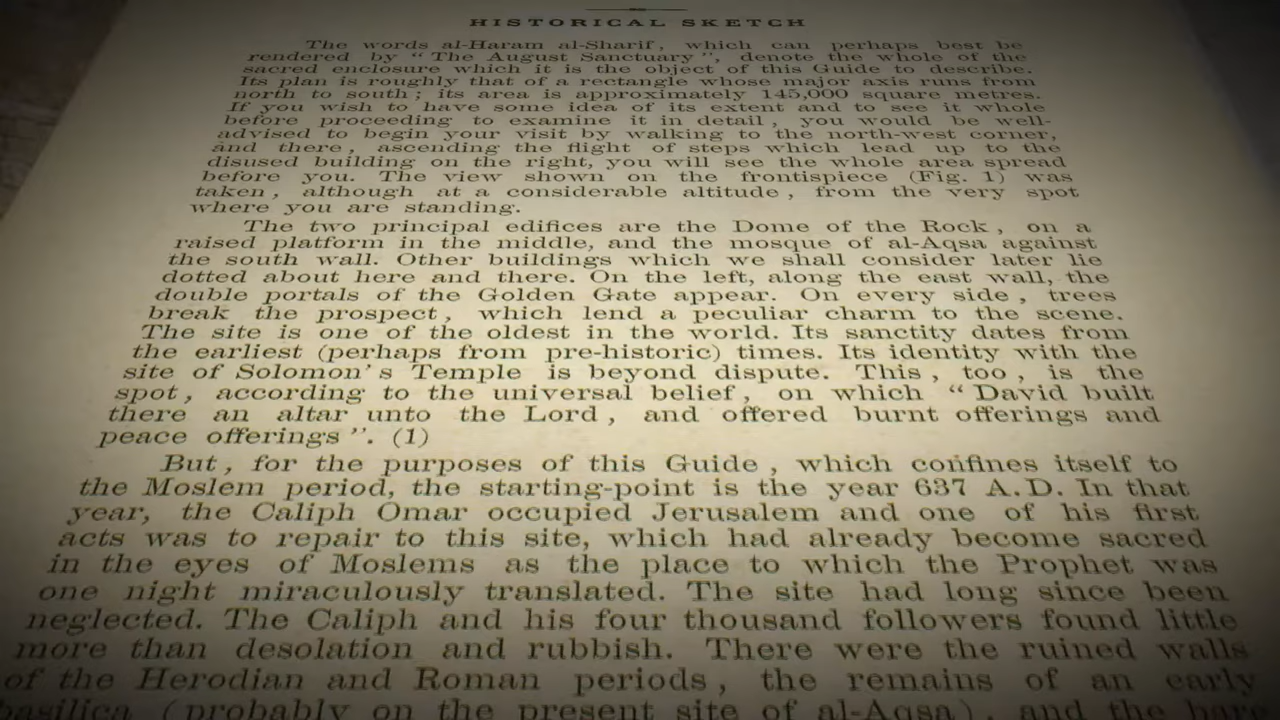 HISTORICAL SKETCH
The words al-Haram al-Sharif, which can perhaps best be
rendered by “ The August Sanctuary ”, denote the whole of the
sacred enclosure which it is the object of this Guide to describe.
Its plan is roughly that of a rectangle whose major axis runs from
north to south ; its area is approximately 145,000 square metres.
If you wish to have some idea of its extent and to see it whole
before proceeding to examine it in detail , you would be well-
advised to begin your visit by walking to the north-west corner,
and there , ascending the flight of steps which lead up to the
disused building on the right, you will see the whole area spread
before you. The view shown on the frontispiece (Fig. 1) was
taken , although at a considerable altitude , from the very spot
where you are standing.
The two principal edifices are the Dome of the Rock , on a
raised platform in the middle, and the mosque of al-Aqsa against
the south wall. Other buildings which we shall consider later lie
dotted about here and there. On the left, along the east wall, the
double portals of the Golden Gate appear. On every side , trees
break the prospect , which lend a peculiar charm to the scene.
The site is one of the oldest in the world. Its sanctity dates from
the earliest (perhaps from pre-historic) times. Its identity with the
site of Solomon’s Temple is beyond dispute. This , too , is the
spot , according to the universal belief , on which “ David built
there an altar unto the Lord , and offered burnt offerings and
peace offerings ”. (1)
But , for the purposes of this Guide , which confines itself to
the Moslem period, the starting-point is the year 637 A.D. In that
year, the Caliph Omar occupied Jerusalem and one of his first
acts was to repair to this site, which had already become sacred
in the eyes of Moslems as the place to which the Prophet was
one night miraculously translated. The site had long since been
neglected. The Caliph and his four thousand followers found little
more than desolation and rubbish. There were the ruined walls
of the Herodian and Roman periods , the remains of an early
basilica (probably on the present site of al-Aqsa), and the bare